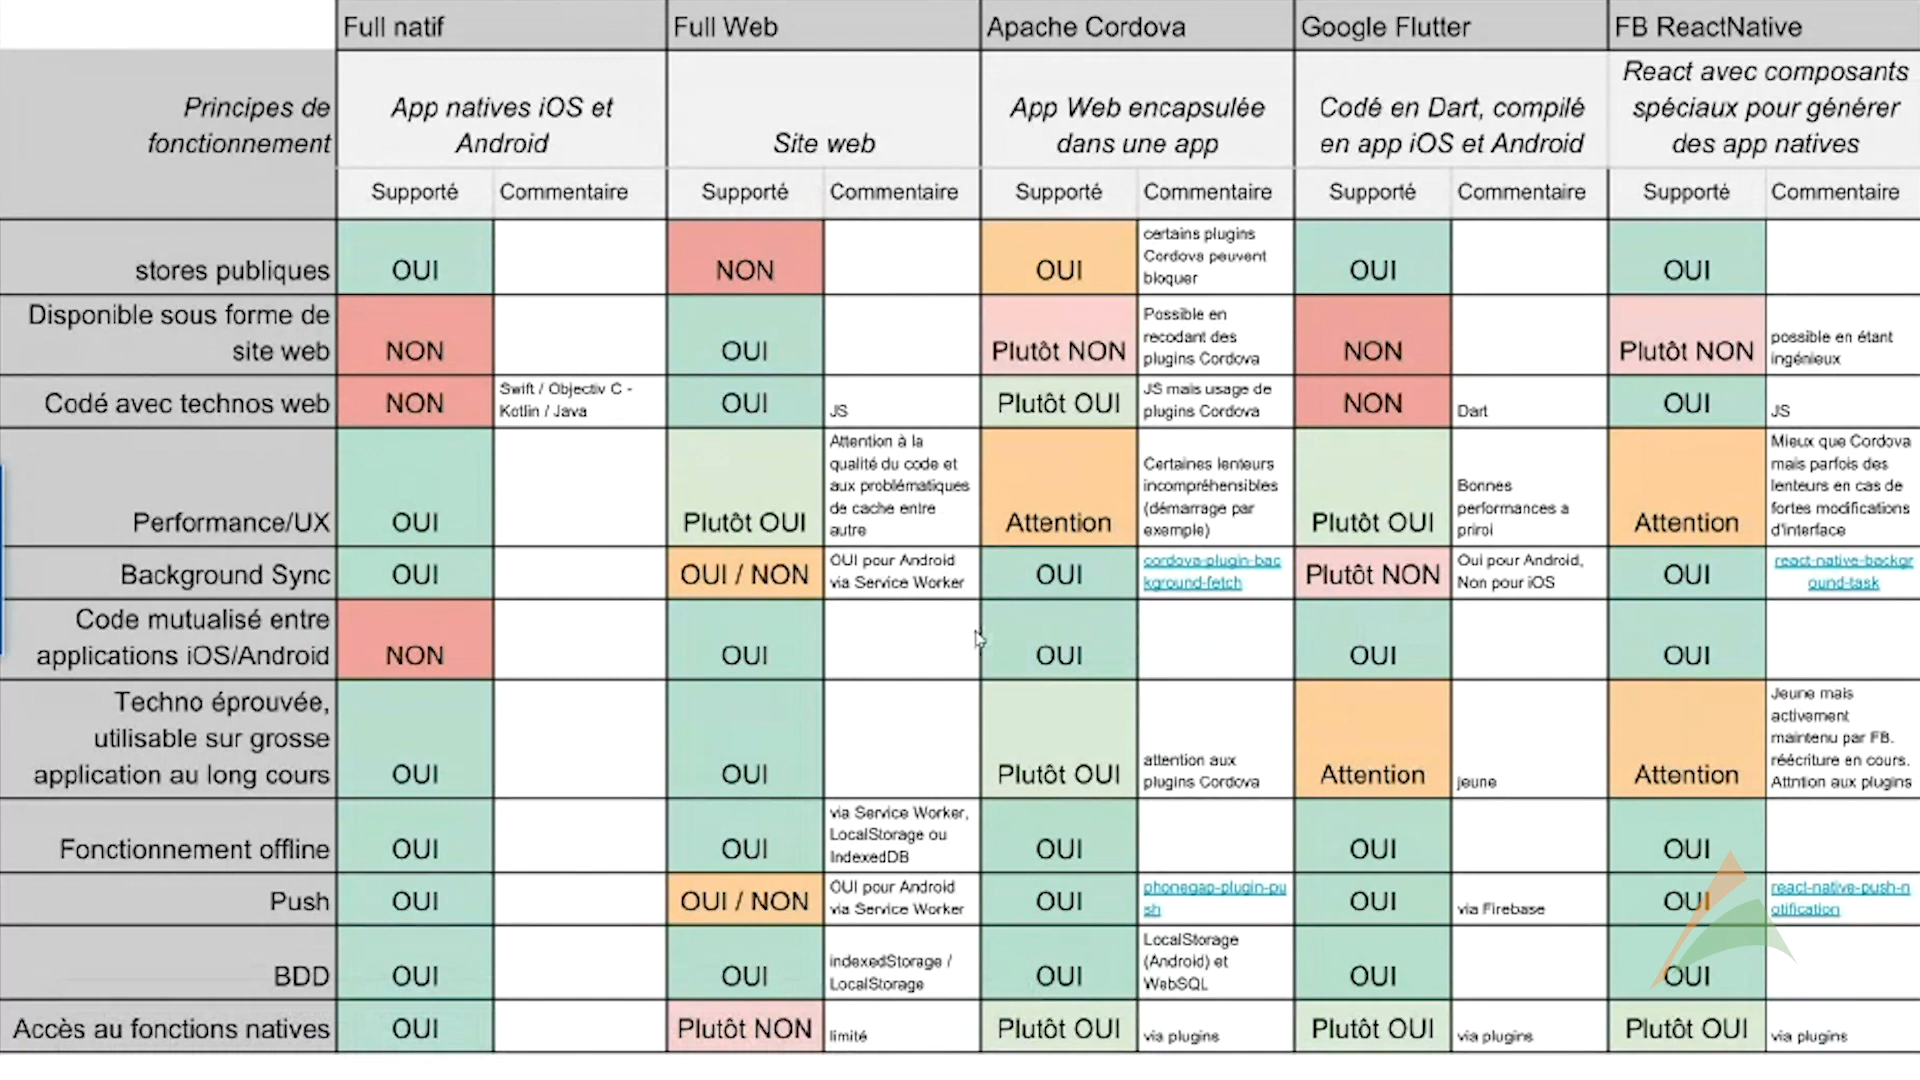 Full natif
Full Web
Apache Cordova
Google Flutter
FB ReactNative
Principes de
fonctionnement
App natives iOS et
Android
Site web
App Web encapsulée
dans une app
Codé en Dart, compilé
en app iOS et Android
React avec composants
spéciaux pour générer
des app natives
Supporté
Commentaire
Supporté
Commentaire
Supporté
Commentaire
Supporté
Commentaire
Supporté
Commentaire
stores publiques
OUI
NON
OUI
certains plugins
Cordova peuvent
bloquer
OUI
OUI
Disponible sous forme de
site web
NON
OUI
Plutôt NON
Possible en
recodant des
plugins Cordova
NON
Plutôt NON
possible en étant
ingénieux
Codé avec technos web
NON
Swift / Objectiv C -
Kotlin / Java
OUI
JS
Plutôt OUI
JS mais usage de
plugins Cordova
NON
Dart
OUI
JS
Performance/UX
OUI
Plutôt OUI
Attention à la
qualité du code et
aux problématiques
de cache entre
autre
Attention
Certaines lenteurs
incompréhensibles
(démarrage par
exemple)
Plutôt OUI
Bonnes
performances a
priroi
Attention
Mieux que Cordova
mais parfois des
lenteurs en cas de
fortes modifications
d'interface
Background Sync
OUI
OUI / NON
OUI pour Android
via Service Worker
OUI
cordova-plugin-bac
kground-fetch
Plutôt NON
Oui pour Android,
Non pour iOS
OUI
react-native-backgr
ound-task
Code mutualisé entre
applications iOS/Android
NON
OUI
OUI
OUI
OUI
Techno éprouvée,
utilisable sur grosse
application au long cours
OUI
OUI
Plutôt OUI
attention aux
plugins Cordova
Attention
jeune
Attention
Jeune mais
activement
maintenu par FB.
réécriture en cours.
Attntion aux plugins
Fonctionnement offline
OUI
OUI
via Service Worker,
LocalStorage ou
IndexedDB
OUI
OUI
OUI
Push
OUI
OUI / NON
OUI pour Android
via Service Worker
OUI
phonegap-plugin-pu
sh
OUI
via Firebase
OUI
react-native-push-n
otification
BDD
OUI
OUI
indexedStorage /
LocalStorage
OUI
LocalStorage
(Android) et
WebSQL
OUI
OUI
Accès au fonctions natives
OUI
Plutôt NON
limité
Plutôt OUI
via plugins
Plutôt OUI
via plugins
Plutôt OUI
via plugins